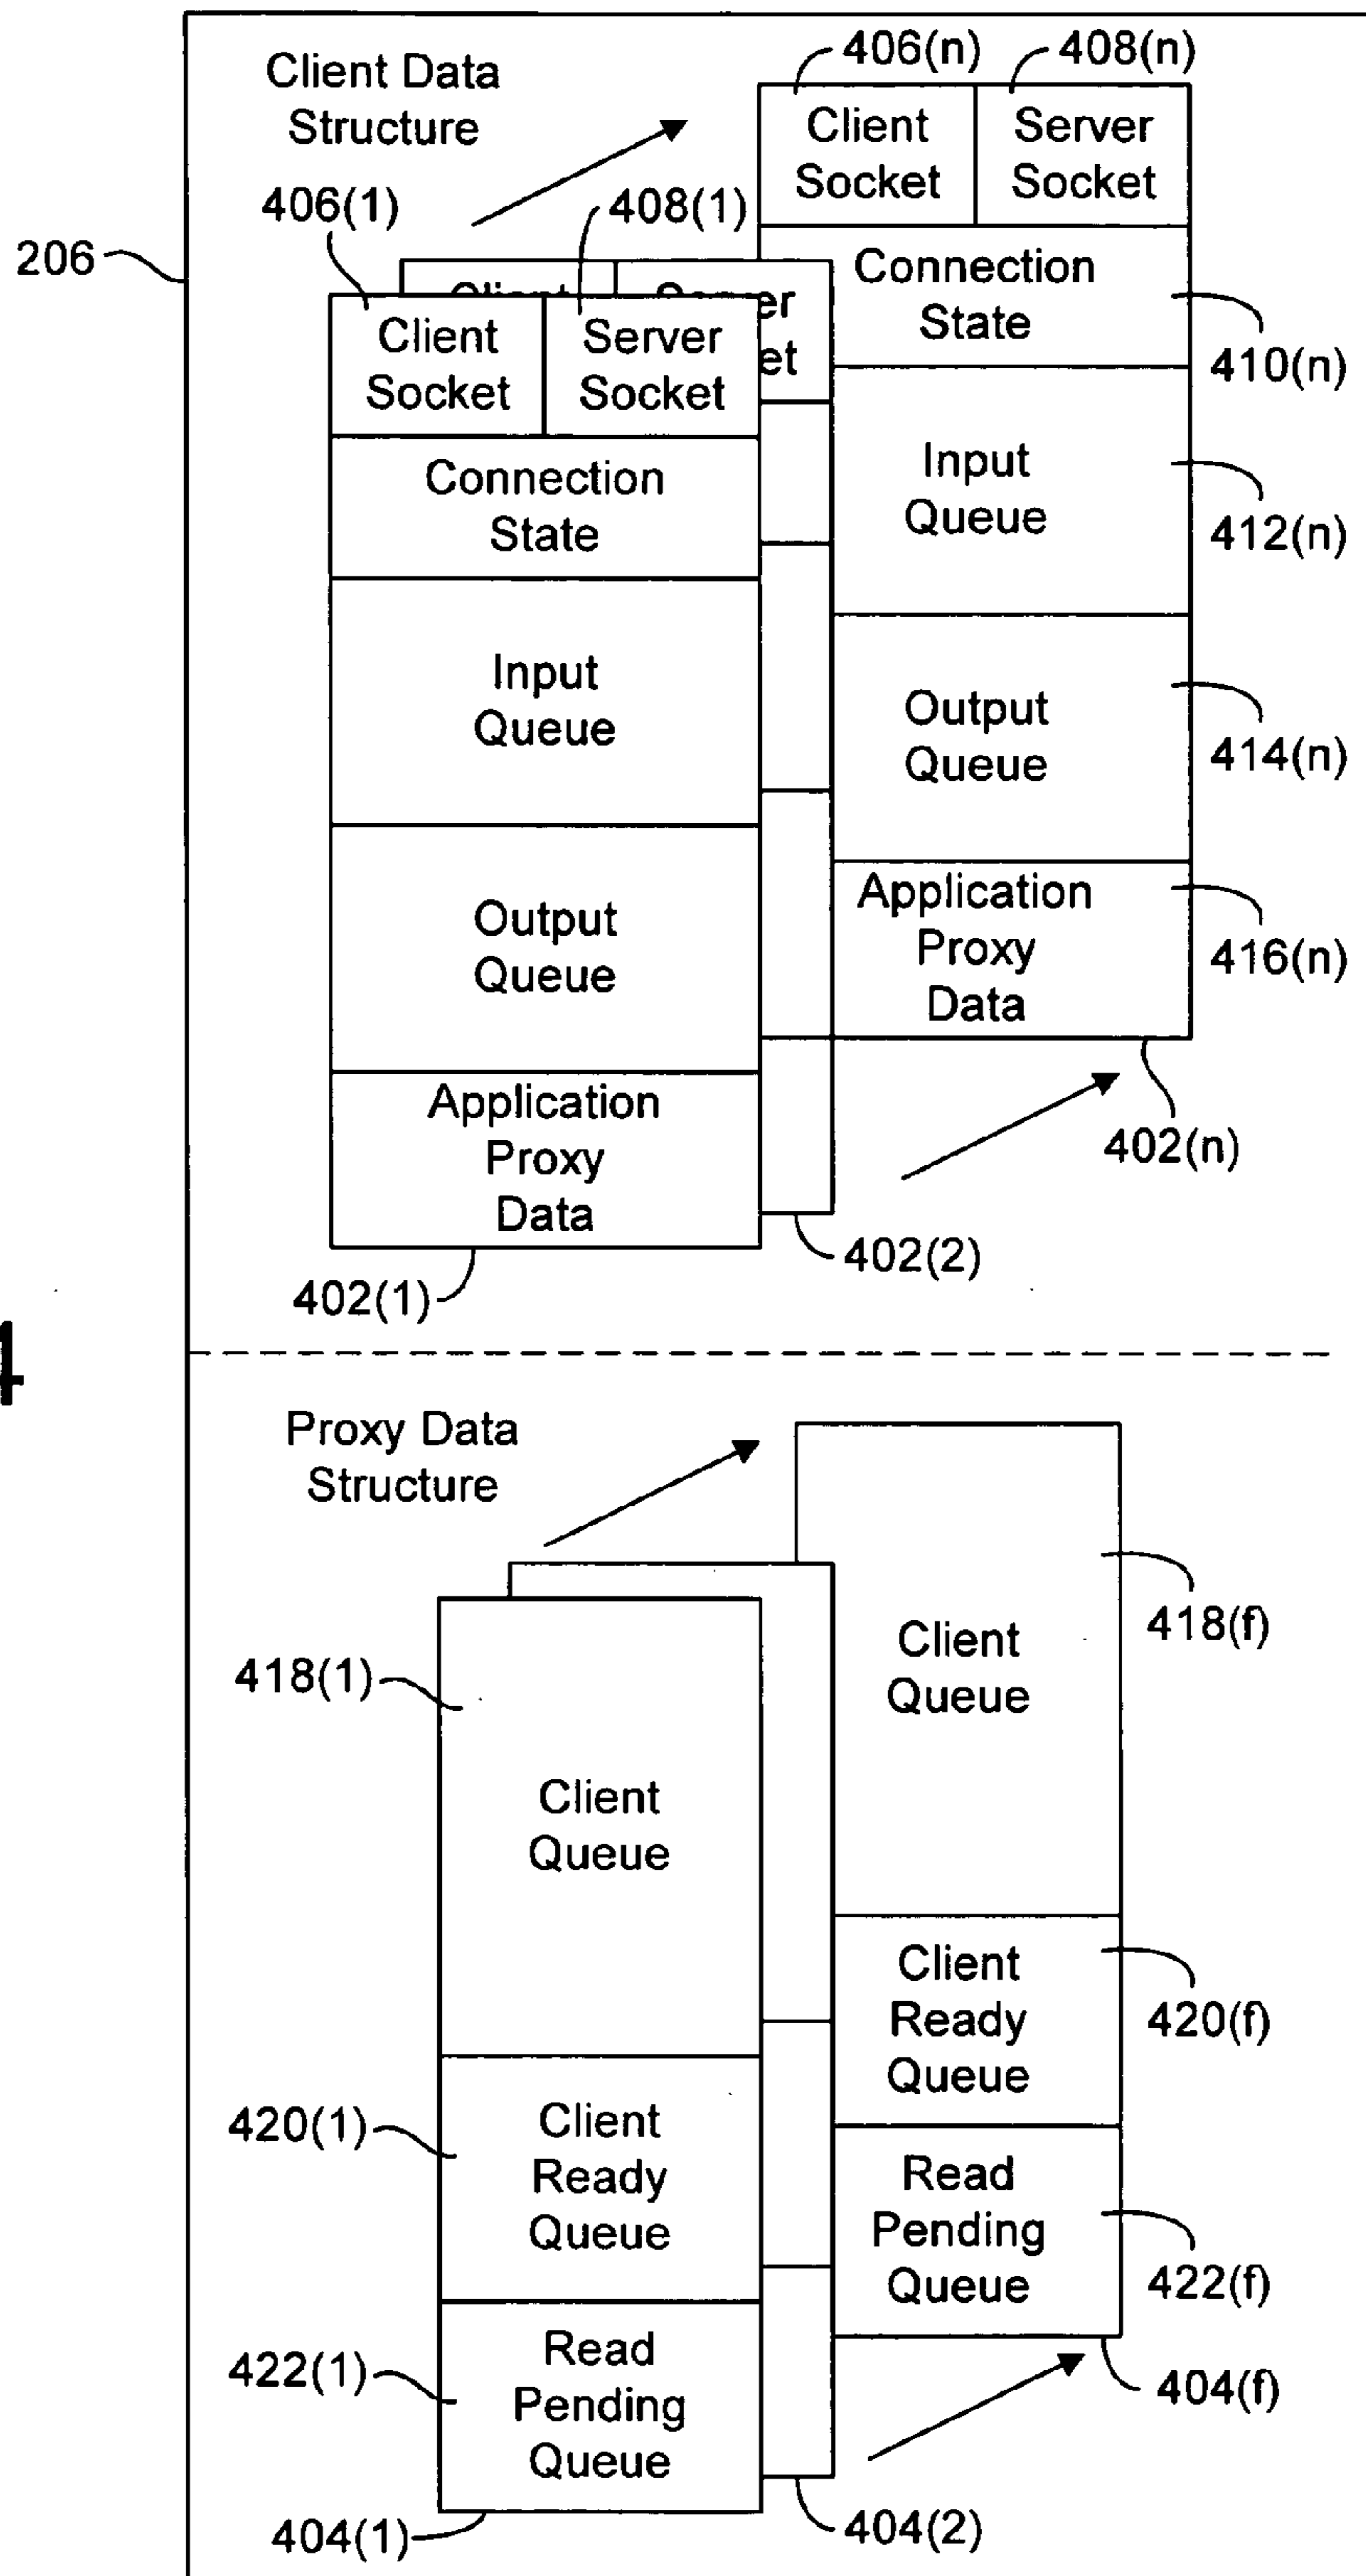 Client Data
Structure
406(n)
408(n)
Client
Socket
Server
Socket
406(1)
408(1)
206
Connection
State
410(n)
Client
Socket
Server
Socket
er
et
Input
Queue
412(n)
Connection
State
Output
Queue
414(n)
Input
Queue
Application
Proxy
Data
416(n)
Output
Queue
402(n)
Application
Proxy
Data
402(2)
402(1)
4
Proxy Data
Structure
418(f)
Client
Queue
418(1)
Client
Queue
Client
Ready
Queue
420(f)
420(1)
Client
Ready
Queue
Read
Pending
Queue
422(f)
422(1)
Read
Pending
Queue
404(f)
404(1)
404(2)